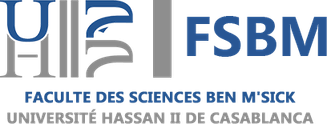 FSBM
FACULTE DES SCIENCES BEN M'SICK
UNIVERSITÉ HASSAN II DE CASABLANCA